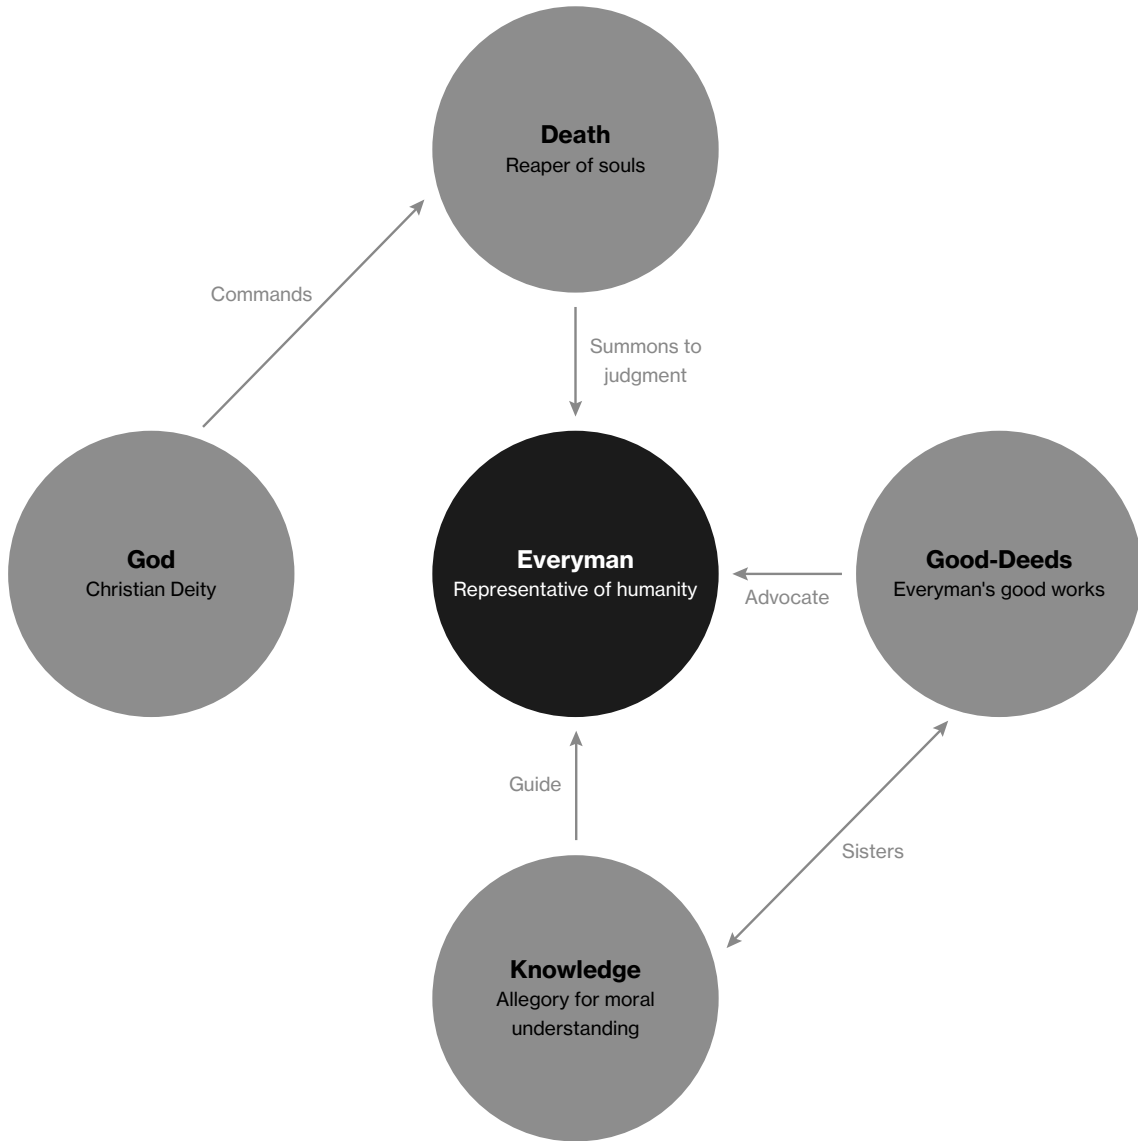 Death
Reaper of souls
Commands
Summons to
judgment
God
Christian Deity
Everyman
Representative of humanity
Advocate
Good-Deeds
Everyman's good works
Guide
Sisters
Knowledge
Allegory for moral
understanding